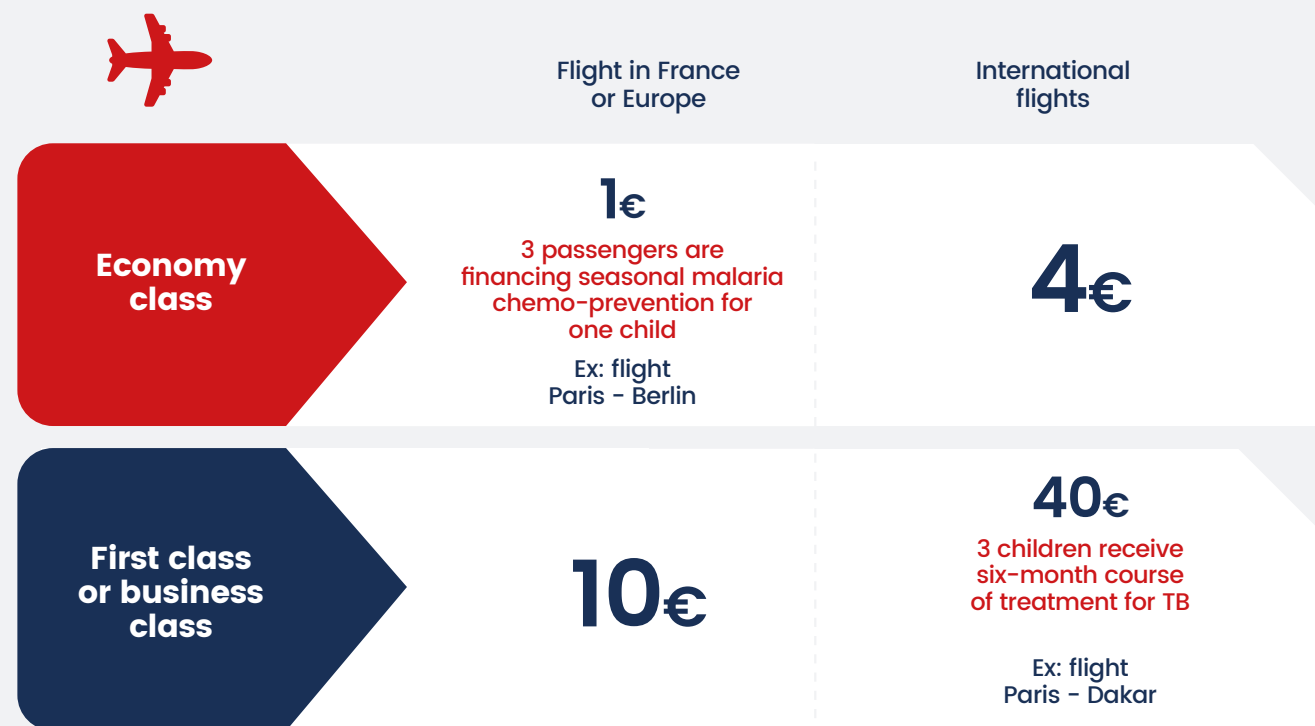 Flight in France
or Europe
International
flights
Economy
class
1€
3 passengers are
financing seasonal malaria
chemo-prevention for
one child
Ex: flight
Paris - Berlin
4€
First class
or business
class
10€
40€
3 children receive
six-month course
of treatment for TB
Ex: flight
Paris - Dakar